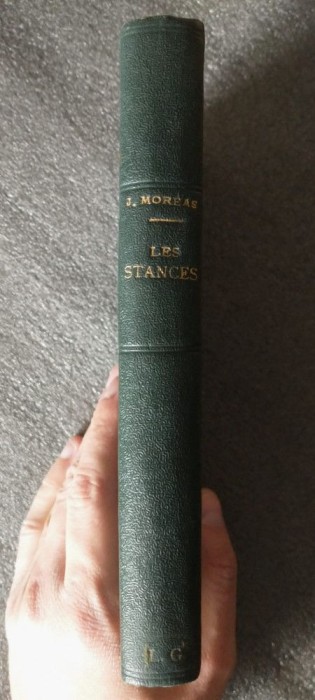 J. MORÉAS
LES
STANCES
L. G